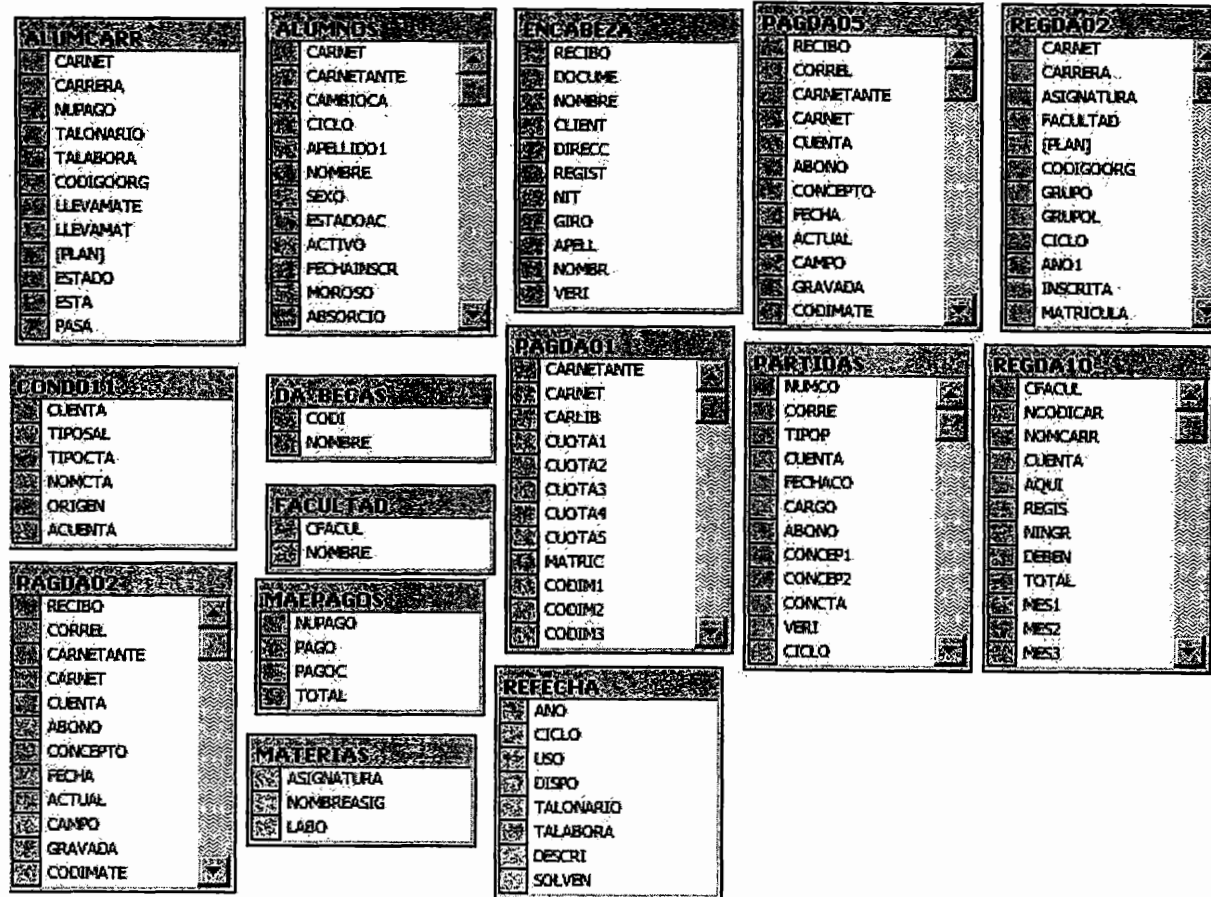 ALUMCARR
CARNET
CARRERA
NUPAGO
TALONARIO
TALABORA
CODIGOORG
LLEVAMATE
LLEVAMAT
[PLAN]
ESTADO
ESTA
PASA
ALUMNOS
CARNET
CARNETANTE
CAMBIOCA
CICLO
APELLIDO1
NOMBRE
SEXO
ESTADOAC
ACTIVO
FECHAINSCR
MOROSO
ABSORCIO
ENCABEZA
RECIBO
DOCUME
NOMBRE
CLIENT
DIRECC
REGIST
NIT
GIRO
APELL
NOMBR
VERI
PAGDA05
RECIBO
CORREL
CARNETANTE
CARNET
CUENTA
ABONO
CONCEPTO
FECHA
ACTUAL
CAMPO
GRAVADA
CODIMATE
REGDA02
CARNET
CARRERA
ASIGNATURA
FACULTAD
[PLAN]
CODIGOORG
GRUPO
GRUPOL
CICLO
ANO1
INSCRITA
MATRICULA
COND011
CUENTA
TIPOSAL
TIPOCTA
NOMCTA
ORIGEN
ACUENTA
DA-BECAS
CODI
NOMBRE
FACULTAD
CFACUL
NOMBRE
PAGDA01
CARNETANTE
CARNET
CARLIB
CUOTA1
CUOTA2
CUOTA3
CUOTA4
CUOTA5
MATRIC
CODIM1
CODIM2
CODIM3
PARTIDAS
NUMCO
CORRE
TIPOP
CUENTA
FECHACO
CARGO
ABONO
CONCEP1
CONCEP2
CONCTA
VERI
CICLO
REGDA10
CFACUL
NCODICAR
NOMCARR
CUENTA
AQUI
REGIS
NINGR
DEBEN
TOTAL
MES1
MES2
MES3
PAGDA02
RECIBO
CORREL
CARNETANTE
CARNET
CUENTA
ABONO
CONCEPTO
FECHA
ACTUAL
CAMPO
GRAVADA
CODIMATE
MAEPAGOS
NUPAGO
PAGO
PAGOC
TOTAL
MATERIAS
ASIGNATURA
NOMBREASIG
LABO
REFECHA
ANO
CICLO
USO
DISPO
TALONARIO
TALABORA
DESCRI
SOLVEN